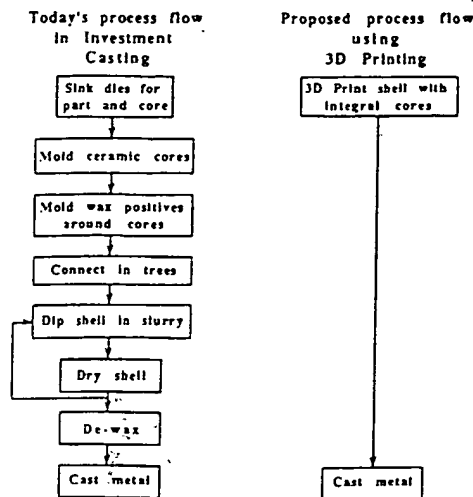 Today's process flow
in Investment
Casting
Sink dies for
part and core
Mold ceramic cores
Mold wax positives
around cores
Connect in trees
Dip shell in slurry
Dry shell
De-wax
Cast metal
Proposed process flow
using
3D Printing
3D Print shell with
integral cores
Cast metal